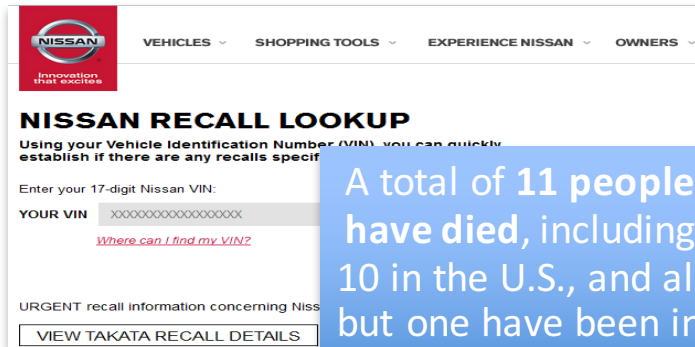 NISSAN
Innovation
that excites
VEHICLES SHOPPING TOOLS EXPERIENCE NISSAN OWNERS
NISSAN RECALL LOOKUP
Using your Vehicle Identification Number (VIN), you can quickly
establish if there are any recalls specif
Enter your 17-digit Nissan VIN:
YOUR VIN XXXXXXXXXXXXXXXXX
Where can I find my VIN?
URGENT recall information concerning Niss
VIEW TAKATA RECALL DETAILS
A total of 11 people
have died, including
10 in the U.S., and al
but one have been in